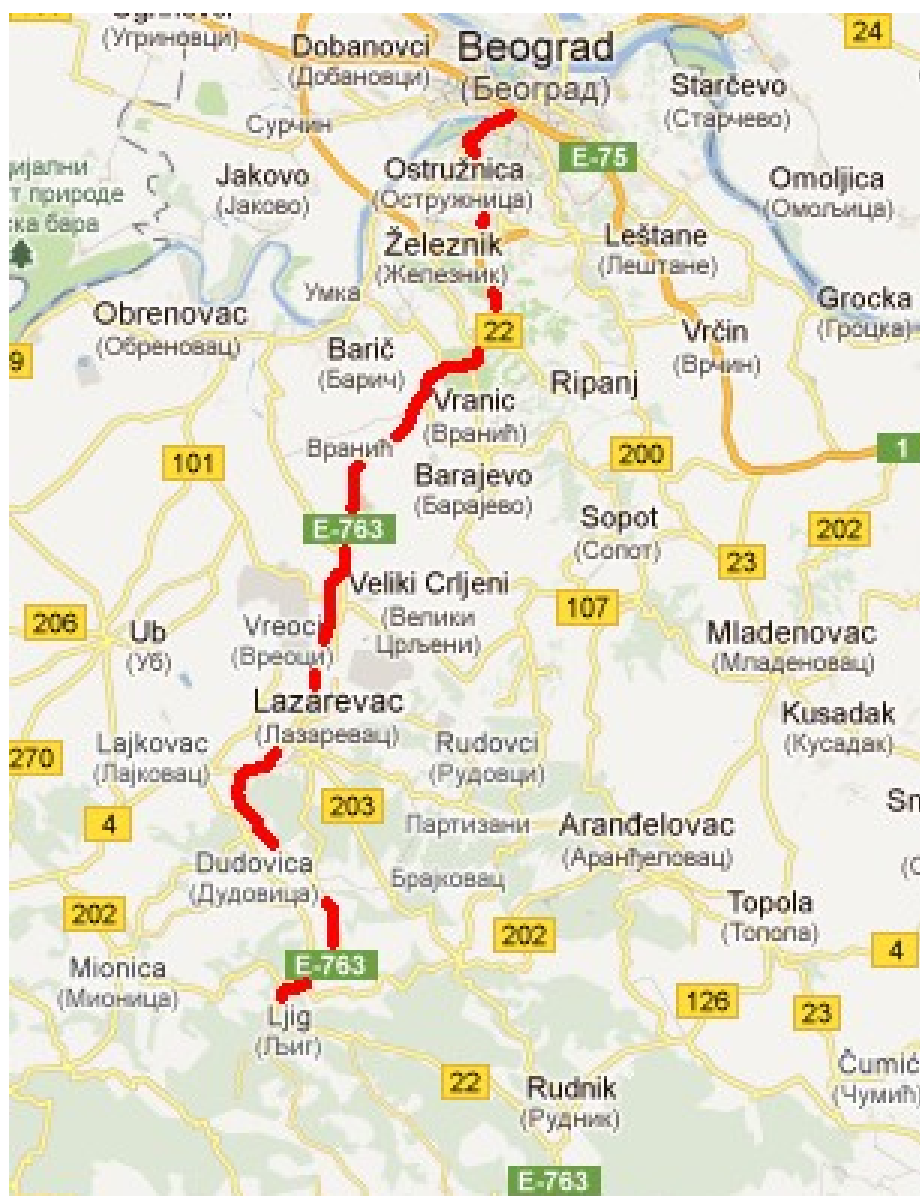 (Угриновци)
Dobanovci
(Добановци)
Beograd
(Београд)
24
Starčevo
(Старчево)
Сурчин
E-75
Jakovo
(Јаково)
Ostružnica
(Остружница)
Omoljica
(Омољица)
цијални
т природе
ска бара
Železnik
(Железник)
Leštane
(Лештане)
Умка
Obrenovac
(Обреновац)
Grocka
(Гроцка)
22
Vrčin
(Врчин)
9
Barič
(Барич)
Ripanj
Vranic
(Вранић)
Вранић
101
200
1
Barajevo
(Барајево)
Sopot
(Сопот)
E-763
202
23
Veliki Crljeni
(Велики
Црљени)
107
206
Ub
(Уб)
Vreoci
(Вреоци)
Mladenovac
(Младеновац)
Lazarevac
(Лазаревац)
Kusadak
(Кусадак)
270
Lajkovac
(Лајковац)
Rudovci
(Рудовци)
203
4
Партизани
Aranđelovac
(Аранђеловац)
Sn
Dudovica
(Дудовица)
Брајковац
202
Topola
(Топола)
202
4
E-763
Mionica
(Мионица)
126
23
Ljig
(Љиг)
22
Rudnik
(Рудник)
Čumić
(Чумић)
E-763